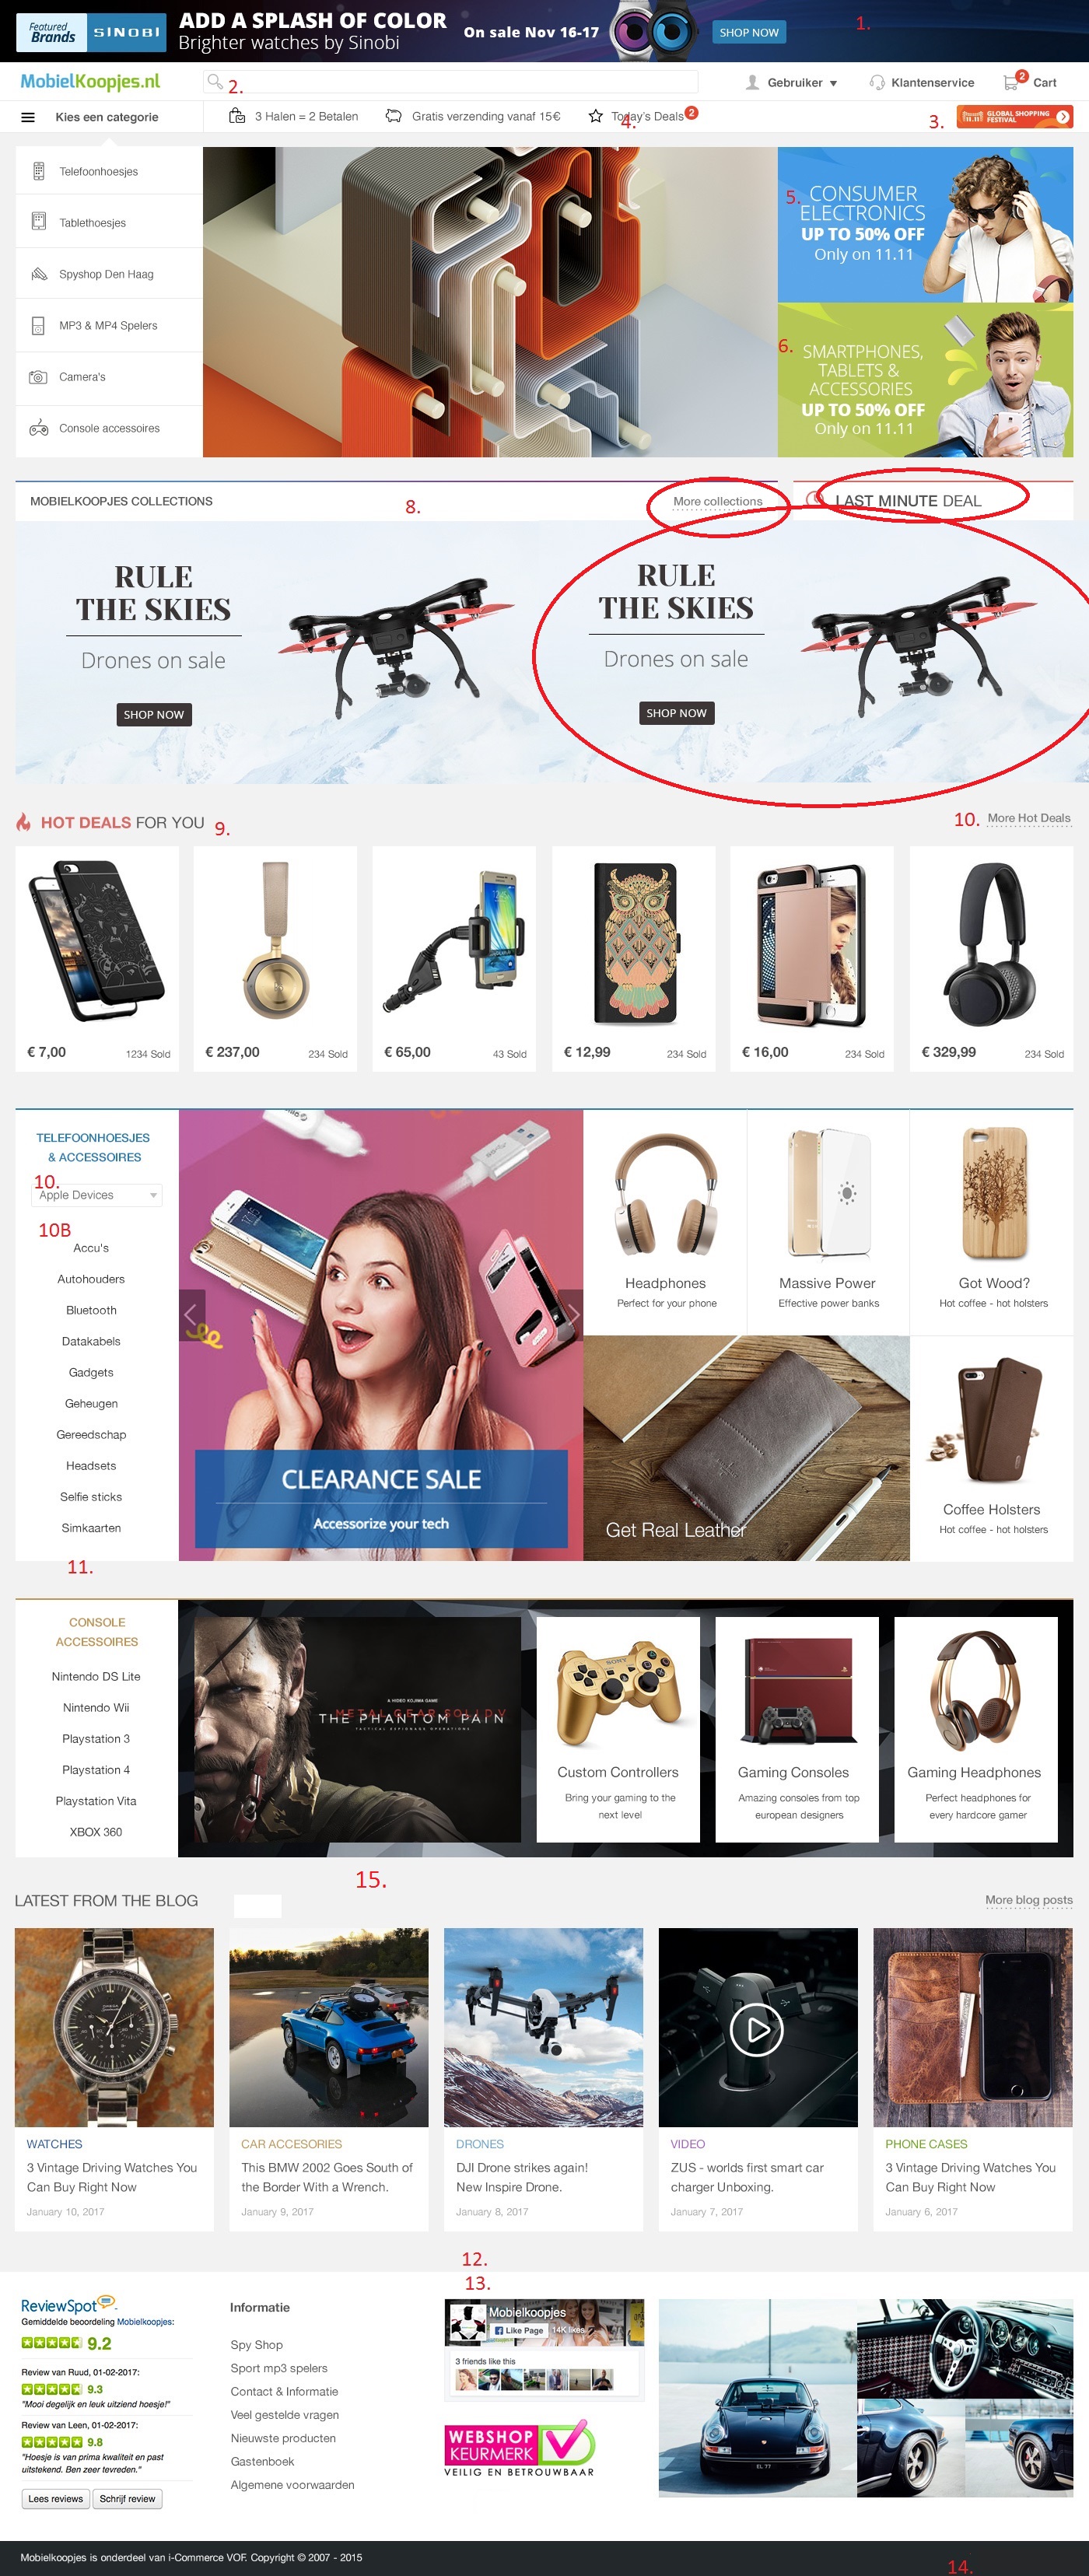 Featured
Brands
SINOBI
ADD A SPLASH OF COLOR
Brighter watches by Sinobi
On sale Nov 16-17
SHOP NOW
1.
MobielKoopjes.nl
2.
Gebruiker
Klantenservice
2
Cart
Kies een categorie
3 Halen = 2 Betalen
Gratis verzending vanaf 15€
Today's Deals
2
4.
3.
11.11
GLOBAL SHOPPING
FESTIVAL
Telefoonhoesjes
Tablethoesjes
Spyshop Den Haag
MP3 & MP4 Spelers
Camera's
Console accessoires
5.
CONSUMER
ELECTRONICS
UP TO 50% OFF
Only on 11.11
6.
SMARTPHONES,
TABLETS &
ACCESSORIES
UP TO 50% OFF
Only on 11.11
MOBIELKOOPJES COLLECTIONS
8.
More collections
LAST MINUTE DEAL
RULE
THE SKIES
Drones on sale
SHOP NOW
RULE
THE SKIES
Drones on sale
SHOP NOW
HOT DEALS FOR YOU
9.
10.
More Hot Deals
€ 7,00
1234 Sold
€ 237,00
234 Sold
€ 65,00
43 Sold
€ 12,99
234 Sold
€ 16,00
234 Sold
€ 329,99
234 Sold
TELEFOONHOESJES
& ACCESSOIRES
10.
Apple Devices
10B
Accu's
Autohouders
Bluetooth
Datakabels
Gadgets
Geheugen
Gereedschap
Headsets
Selfie sticks
Simkaarten
11.
CLEARANCE SALE
Accessorize your tech
Headphones
Perfect for your phone
Massive Power
Effective power banks
Got Wood?
Hot coffee - hot holsters
Get Real Leather
Coffee Holsters
Hot coffee - hot holsters
CONSOLE
ACCESSOIRES
Nintendo DS Lite
Nintendo Wii
Playstation 3
Playstation 4
Playstation Vita
XBOX 360
A HIDEO KOJIMA GAME
METAL GEAR SOLID V
THE PHANTOM PAIN
TACTICAL ESPIONAGE OPERATIONS
SONY
Custom Controllers
Bring your gaming to the
next level
Gaming Consoles
Amazing consoles from top
european designers
Gaming Headphones
Perfect headphones for
every hardcore gamer
15.
LATEST FROM THE BLOG
More blog posts
WATCHES
3 Vintage Driving Watches You
Can Buy Right Now
January 10, 2017
CAR ACCESORIES
This BMW 2002 Goes South of
the Border With a Wrench.
January 9, 2017
DRONES
DJI Drone strikes again!
New Inspire Drone.
January 8, 2017
VIDEO
ZUS - worlds first smart car
charger Unboxing.
January 7, 2017
PHONE CASES
3 Vintage Driving Watches You
Can Buy Right Now
January 6, 2017
12.
13.
ReviewSpot
Gemiddelde beoordeling Mobielkoopjes:
9.2
Review van Ruud, 01-02-2017:
9.3
"Mooi degelijk en leuk uitziend hoesje!"
Review van Leen, 01-02-2017:
9.8
"Hoesje is van prima kwaliteit en past
uitstekend. Ben zeer tevreden."
Lees reviews
Schrijf review
Informatie
Spy Shop
Sport mp3 spelers
Contact & Informatie
Veel gestelde vragen
Nieuwste producten
Gastenboek
Algemene voorwaarden
Mobielkoopjes
Like Page
14K likes
3 friends like this
WEBSHOP
KEURMERK
VEILIG EN BETROUWBAAR
EL 77
Mobielkoopjes is onderdeel van i-Commerce VOF. Copyright © 2007 - 2015
14.